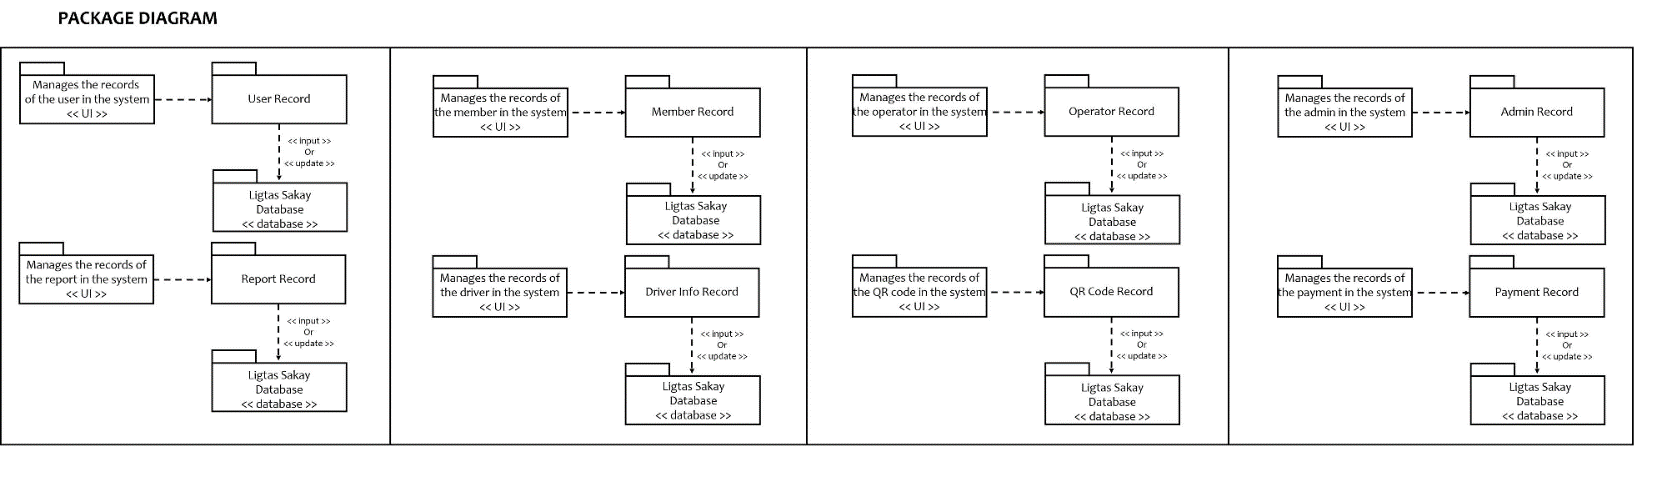 PACKAGE DIAGRAM
Manages the records
of the user in the system
<< UI >>
User Record
<< input >>
Or
<< update >>
Ligtas Sakay
Database
<< database >>
Manages the records of
the report in the system
<< UI >>
Report Record
<< input >>
Or
<< update >>
Ligtas Sakay
Database
<< database >>
Manages the records of
the member in the system
<< UI >>
Member Record
<< input >>
Or
<< update >>
Ligtas Sakay
Database
<< database >>
Manages the records of
the driver in the system
<< UI >>
Driver Info Record
<< input >>
Or
<< update >>
Ligtas Sakay
Database
<< database >>
Manages the records of
the operator in the system
<< UI >>
Operator Record
<< input >>
Or
<< update >>
Ligtas Sakay
Database
<< database >>
Manages the records of
the QR code in the system
<< UI >>
QR Code Record
<< input >>
Or
<< update >>
Ligtas Sakay
Database
<< database >>
Manages the records of
the admin in the system
<< UI >>
Admin Record
<< input >>
Or
<< update >>
Ligtas Sakay
Database
<< database >>
Manages the records of
the payment in the system
<< UI >>
Payment Record
<< input >>
Or
<< update >>
Ligtas Sakay
Database
<< database >>